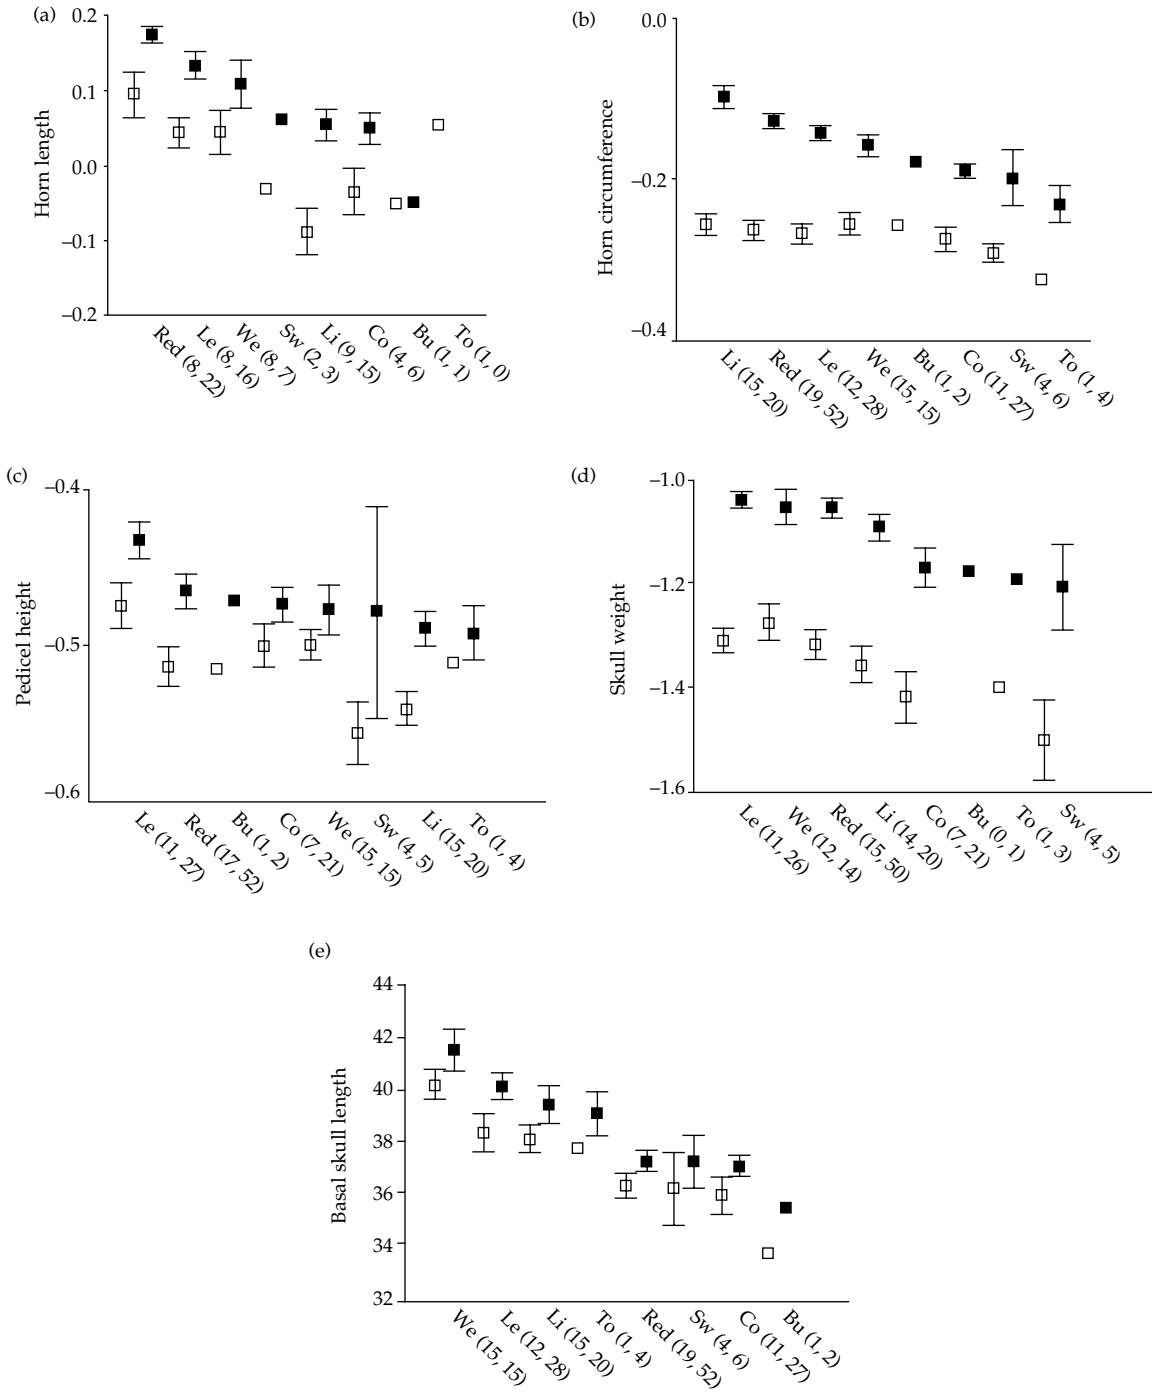 (a)
0.2
0.1
0.0
−0.1
−0.2
Horn length
Red (8, 22)
Le (8, 16)
We (8, 7)
Sw (2, 3)
Li (9, 15)
Co (4, 6)
Bu (1, 1)
To (1, 0)
(b)
0.0
−0.2
−0.4
Horn circumference
Li (15, 20)
Red (19, 52)
Le (12, 28)
We (15, 15)
Bu (1, 2)
Co (11, 27)
Sw (4, 6)
To (1, 4)
(c)
−0.4
−0.5
−0.6
Pedicel height
Le (11, 27)
Red (17, 52)
Bu (1, 2)
Co (7, 21)
We (15, 15)
Sw (4, 5)
Li (15, 20)
To (1, 4)
(d)
−1.0
−1.2
−1.4
−1.6
Skull weight
Le (11, 26)
We (12, 14)
Red (15, 50)
Li (14, 20)
Co (7, 21)
Bu (0, 1)
To (1, 3)
Sw (4, 5)
(e)
44
42
40
38
36
34
32
Basal skull length
We (15, 15)
Le (12, 28)
Li (15, 20)
To (1, 4)
Red (19, 52)
Sw (4, 6)
Co (11, 27)
Bu (1, 2)